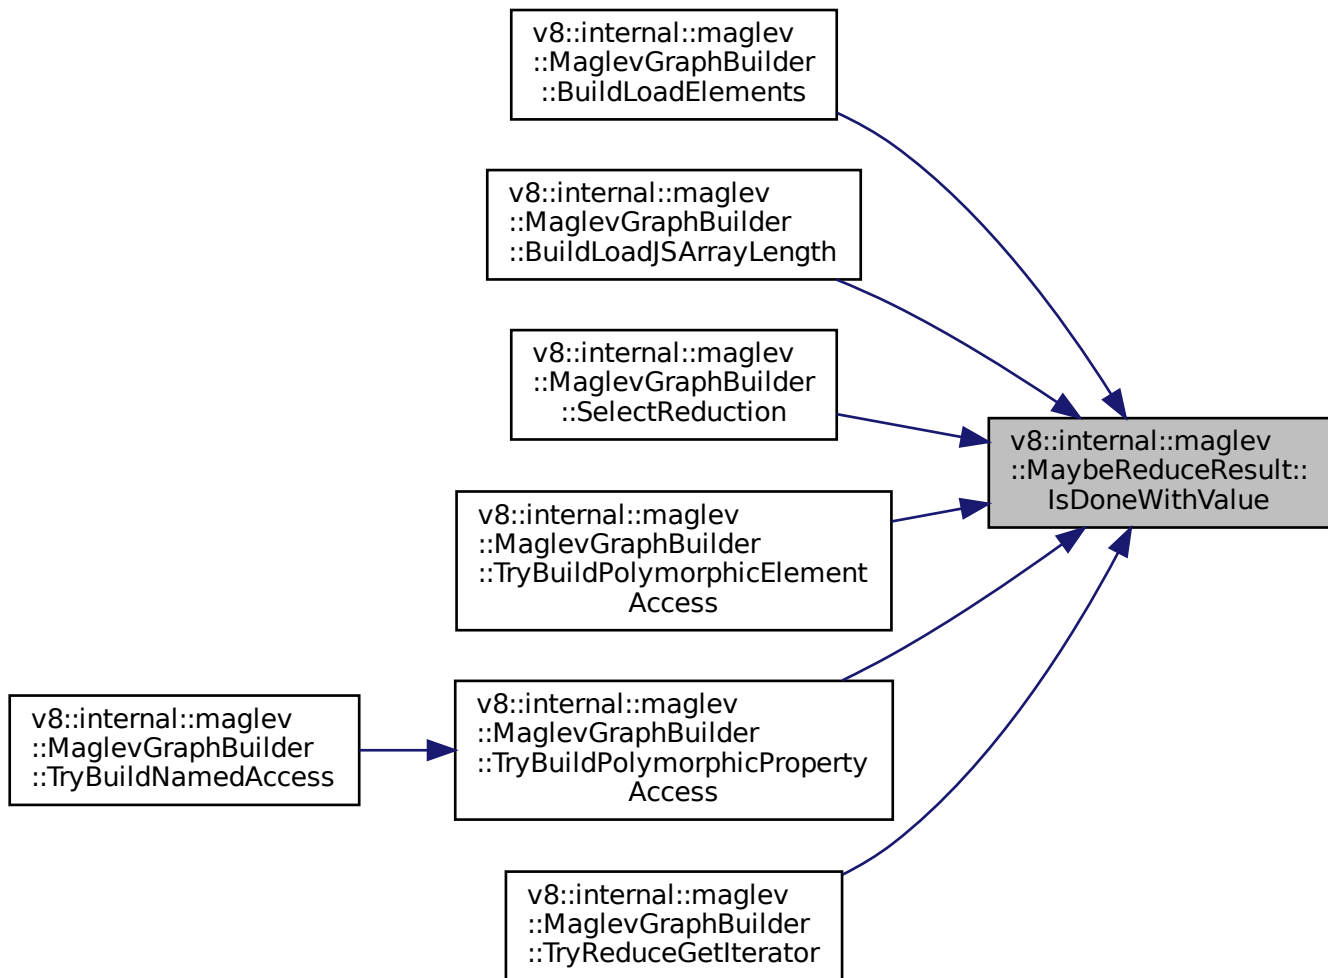 v8::internal::maglev
::MaglevGraphBuilder
::BuildLoadElements
v8::internal::maglev
::MaglevGraphBuilder
::BuildLoadJSArrayLength
v8::internal::maglev
::MaglevGraphBuilder
::SelectReduction
v8::internal::maglev
::MaybeReduceResult::
IsDoneWithValue
v8::internal::maglev
::MaglevGraphBuilder
::TryBuildPolymorphicElement
Access
v8::internal::maglev
::MaglevGraphBuilder
::TryBuildNamedAccess
v8::internal::maglev
::MaglevGraphBuilder
::TryBuildPolymorphicProperty
Access
v8::internal::maglev
::MaglevGraphBuilder
::TryReduceGetIterator